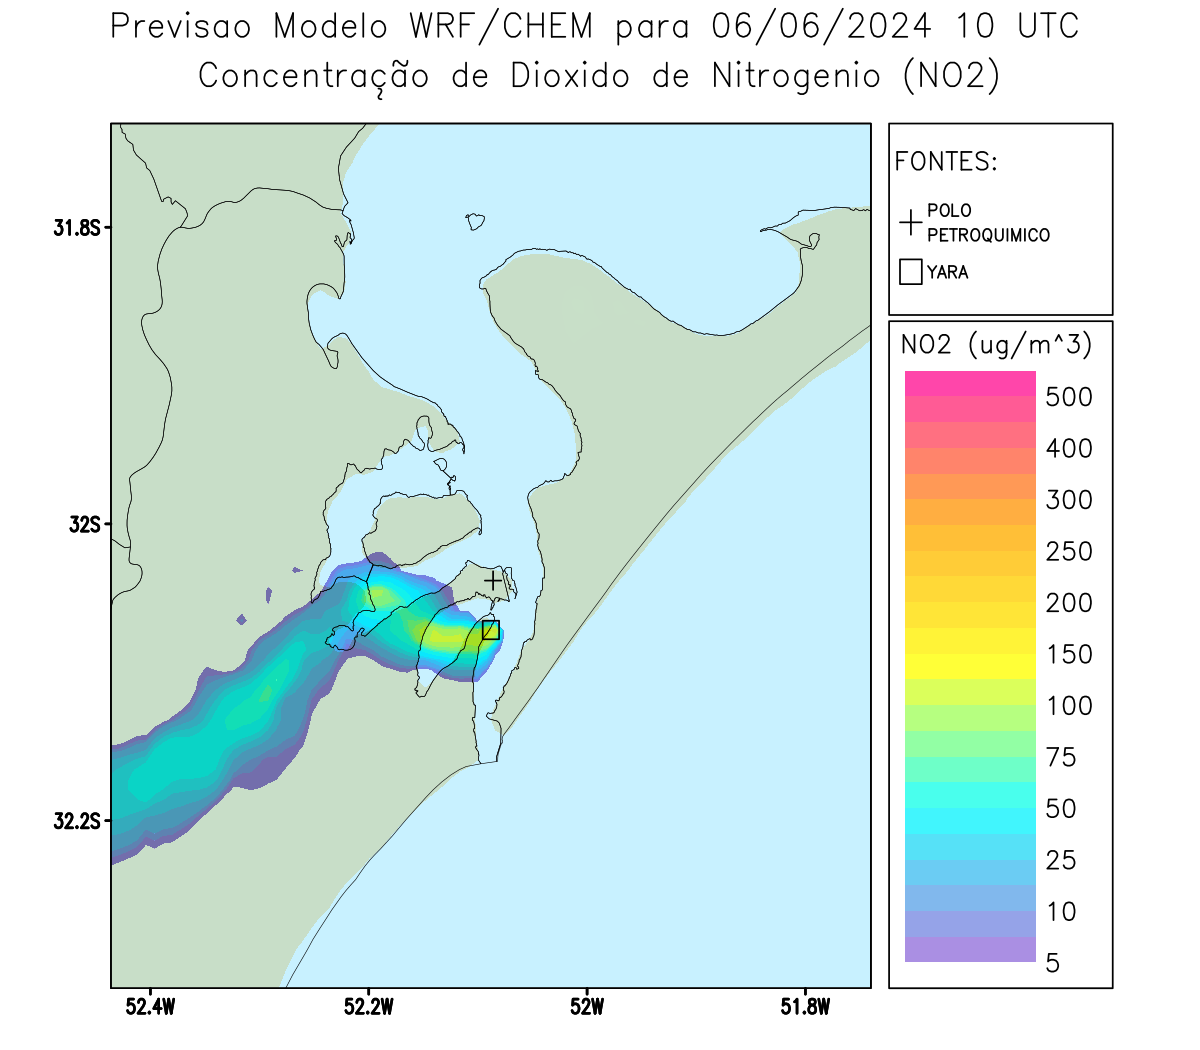 Previsao Modelo WRF/CHEM para 06/06/2024 10 UTC
Concentração de Dioxido de Nitrogenio (NO2)
FONTES:
POLO
PETROQUIMICO
YARA
NO2 (ug/m^3)
500
400
300
250
200
150
100
75
50
25
10
5
31.8S
32S
32.2S
52.4W
52.2W
52W
51.8W